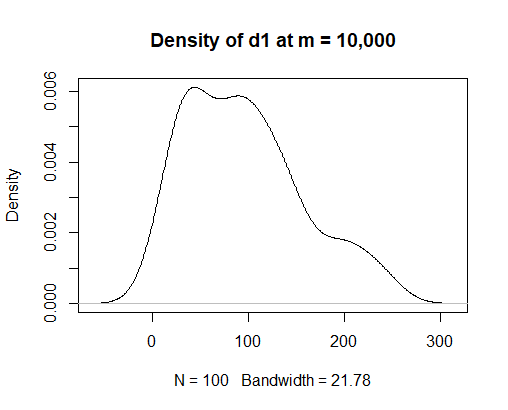 Density of d1 at m = 10,000
Density
0.006
0.004
0.002
0.000
0 100 200 300
N = 100 Bandwidth = 21.78